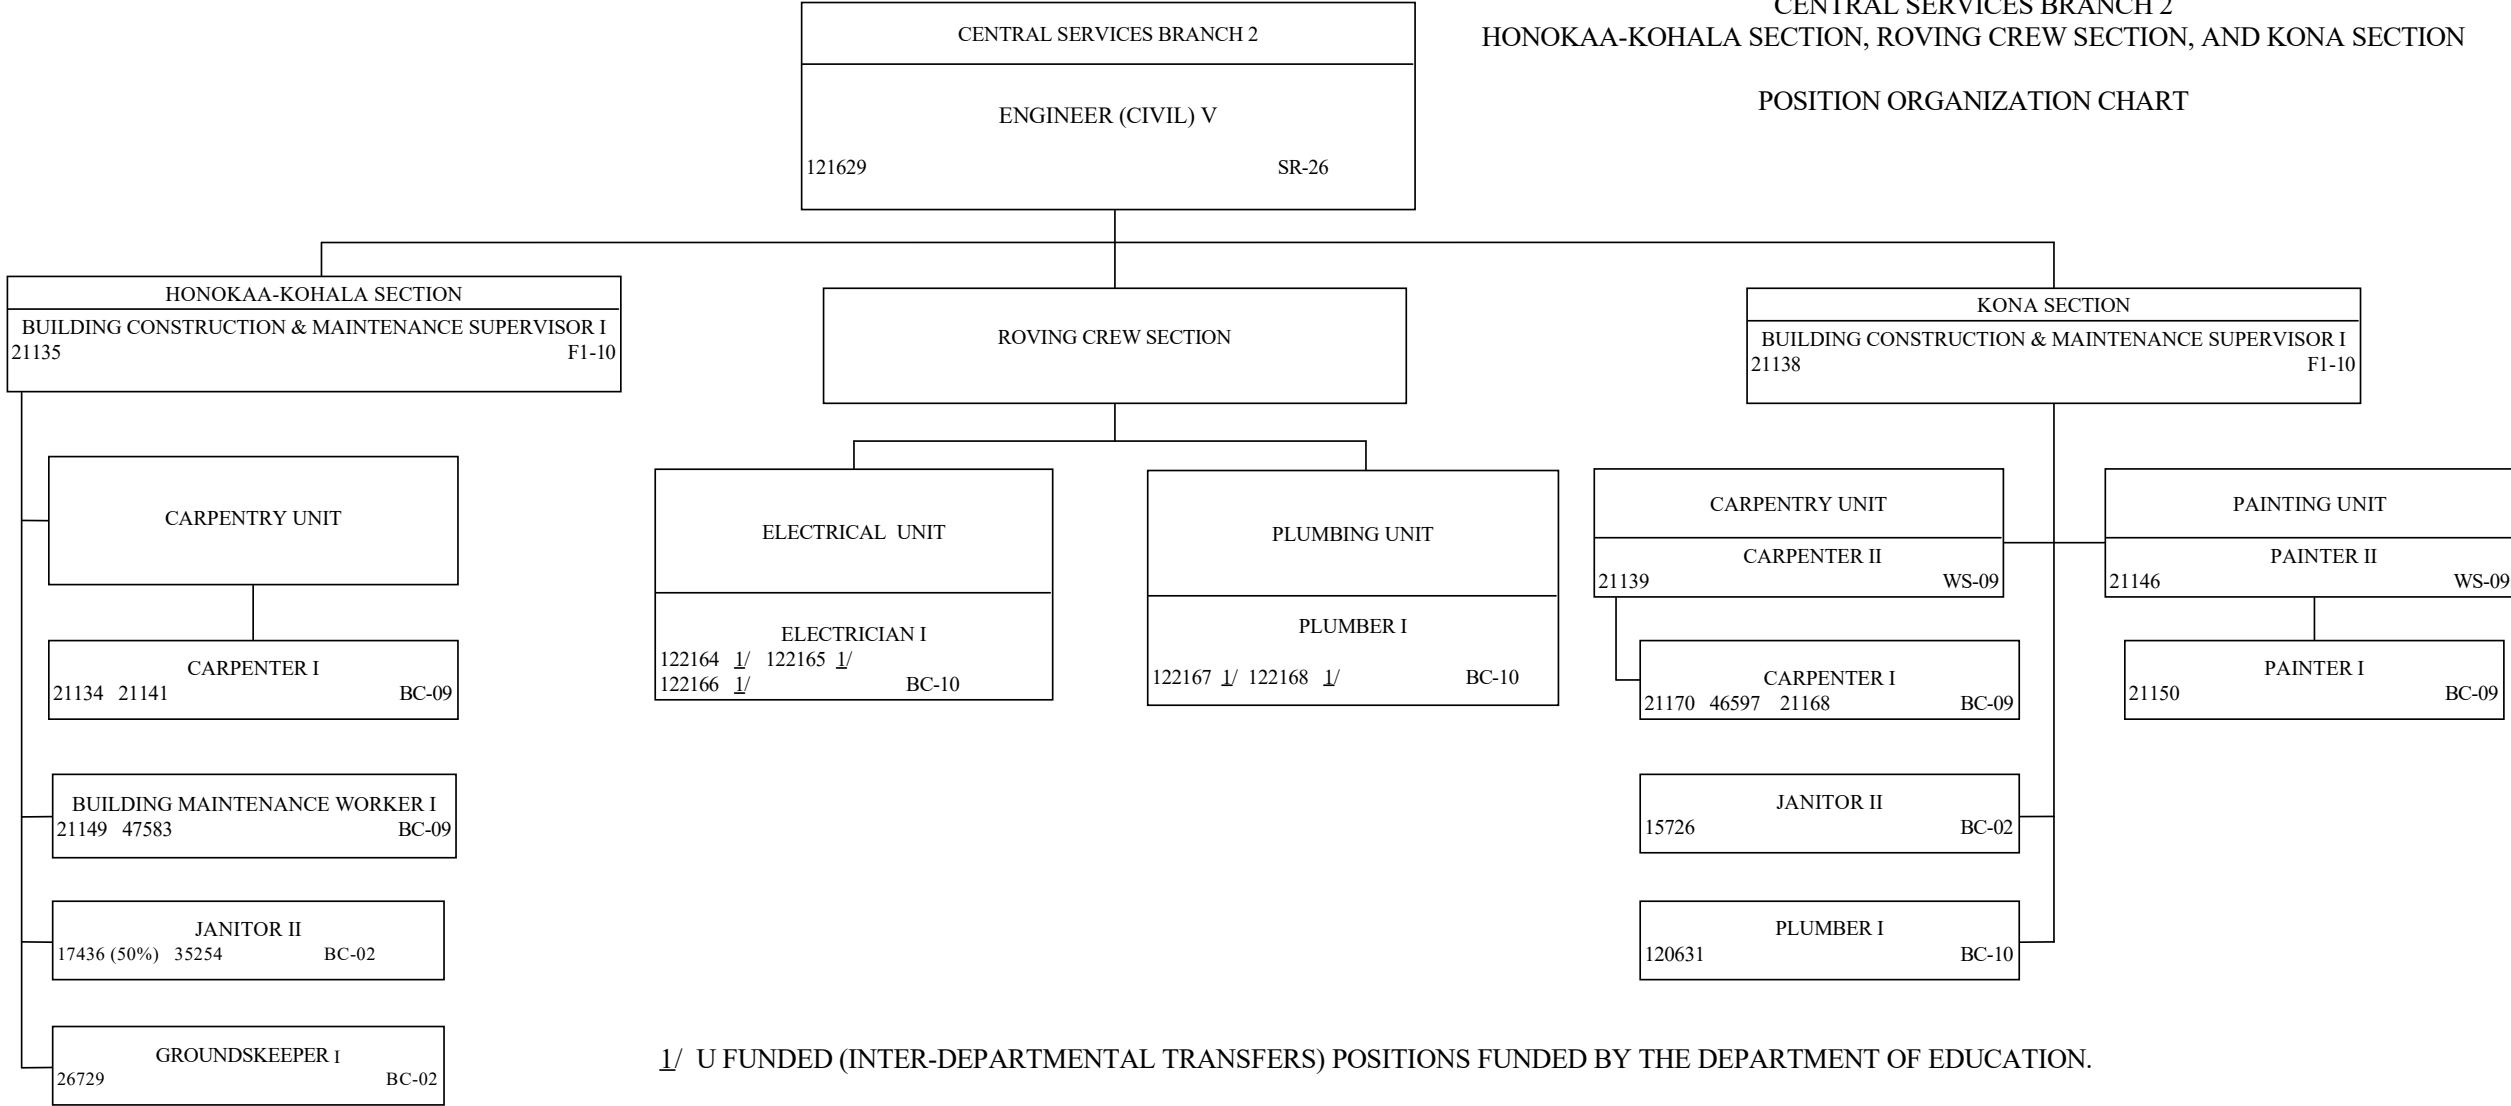 CENTRAL SERVICES BRANCH 2
HONOKAA-KOHALA SECTION, ROVING CREW SECTION, AND KONA SECTION
POSITION ORGANIZATION CHART
CENTRAL SERVICES BRANCH 2
ENGINEER (CIVIL) V
121629 SR-26
HONOKAA-KOHALA SECTION
BUILDING CONSTRUCTION & MAINTENANCE SUPERVISOR I
21135 F1-10
CARPENTRY UNIT
CARPENTER I
21134 21141 BC-09
BUILDING MAINTENANCE WORKER I
21149 47583 BC-09
JANITOR II
17436 (50%) 35254 BC-02
GROUNDSKEEPER I
26729 BC-02
ROVING CREW SECTION
ELECTRICAL UNIT
ELECTRICIAN I
122164 1/ 122165 1/
122166 1/ BC-10
PLUMBING UNIT
PLUMBER I
122167 1/ 122168 1/ BC-10
KONA SECTION
BUILDING CONSTRUCTION & MAINTENANCE SUPERVISOR I
21138 F1-10
CARPENTRY UNIT
CARPENTER II
21139 WS-09
CARPENTER I
21170 46597 21168 BC-09
PAINTING UNIT
PAINTER II
21146 WS-09
PAINTER I
21150 BC-09
JANITOR II
15726 BC-02
PLUMBER I
120631 BC-10
1/ U FUNDED (INTER-DEPARTMENTAL TRANSFERS) POSITIONS FUNDED BY THE DEPARTMENT OF EDUCATION.